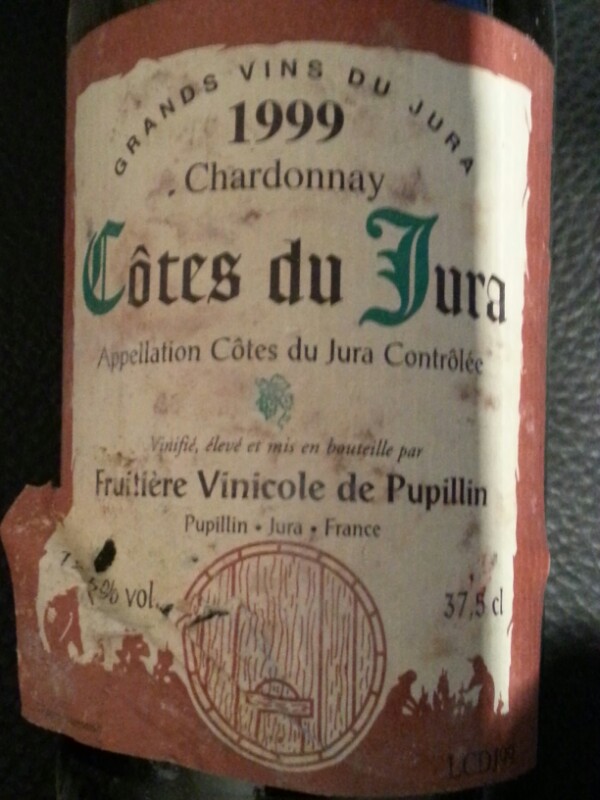 GRANDS VINS DU JURA
1999
Chardonnay
Côtes du Jura
Appellation Côtes du Jura Contrôlée
Vinifié, élevé et mis en bouteille par
Fruitière Vinicole de Pupillin
Pupillin • Jura • France
% vol.
37,5 cl